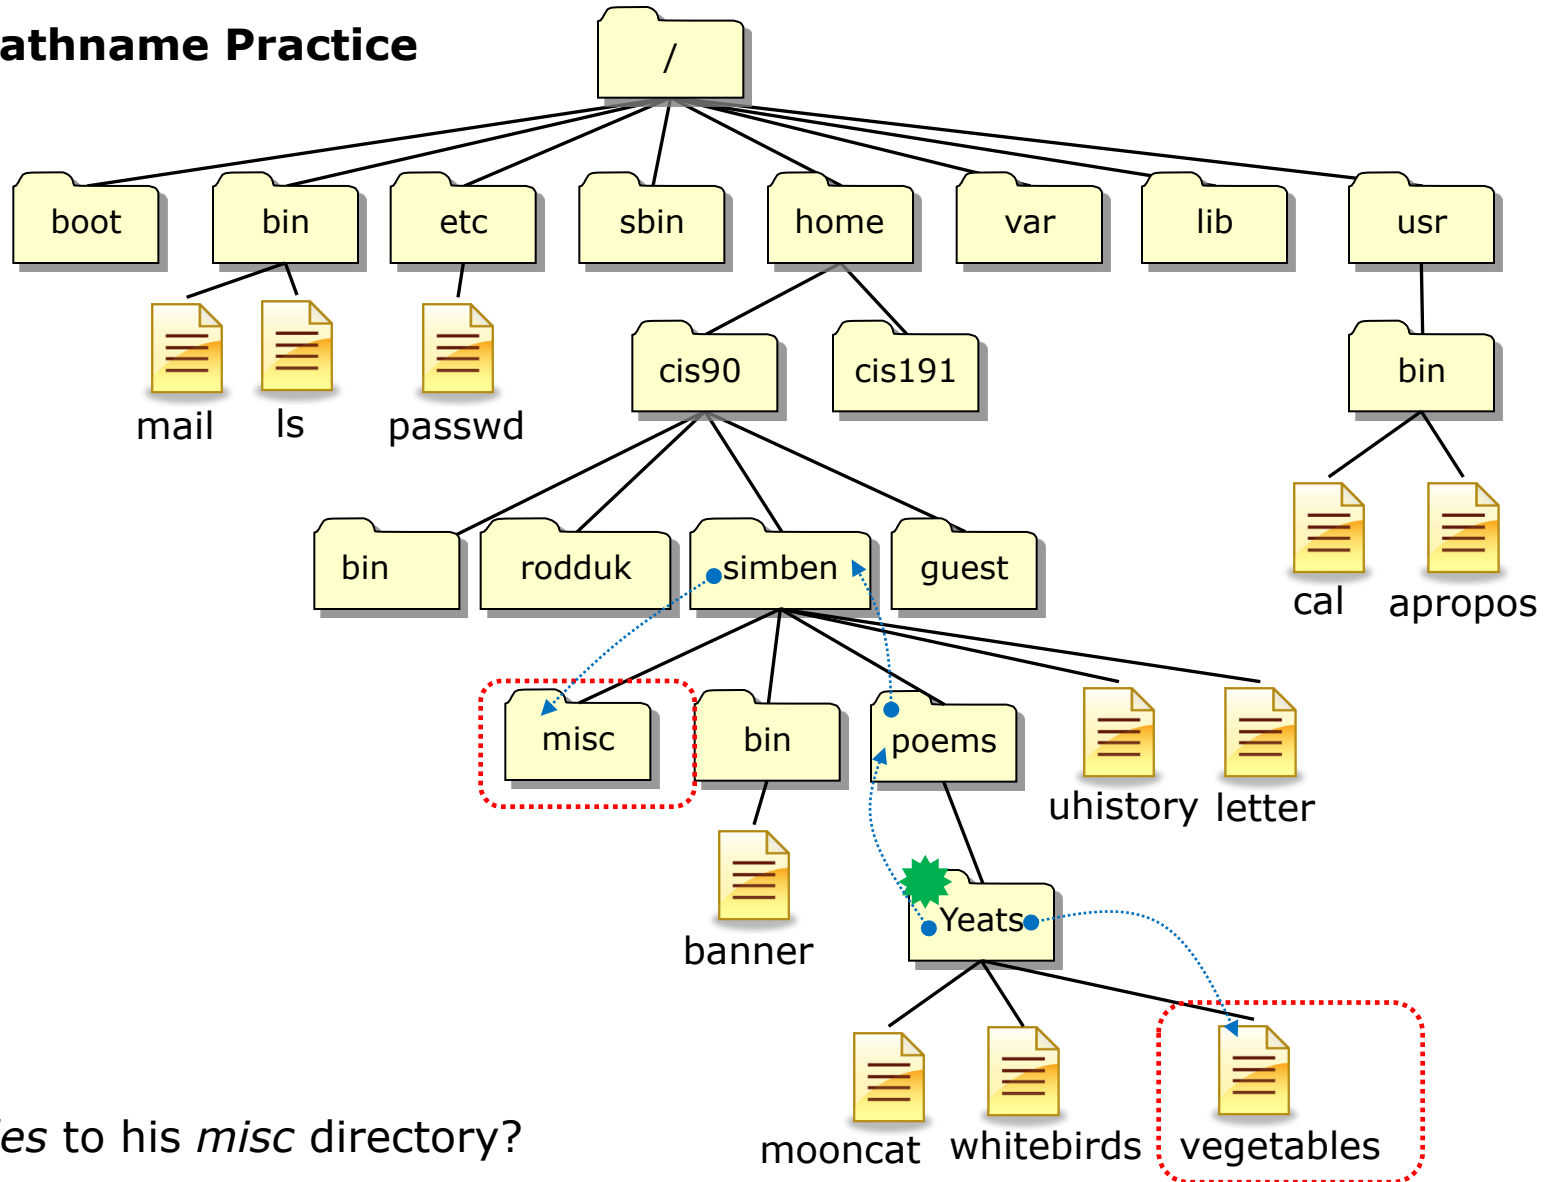 athname Practice
/
boot bin etc sbin home var lib usr
mail ls passwd
cis90 cis191 bin
bin rodduk simben guest
cal apropos
misc bin poems
uhistory letter
banner
Yeats
mooncat whitebirds vegetables
es to his misc directory?